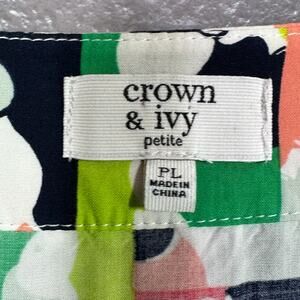 crown
& ivy
petite
PL
MADE IN
CHINA